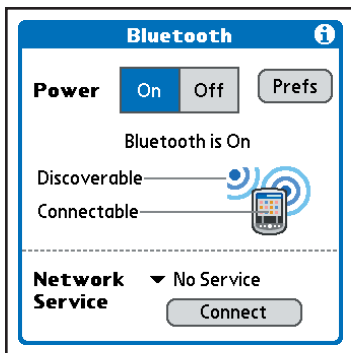 Bluetooth
Power On Off Prefs
Bluetooth is On
Discoverable
Connectable
Network Service No Service
Connect